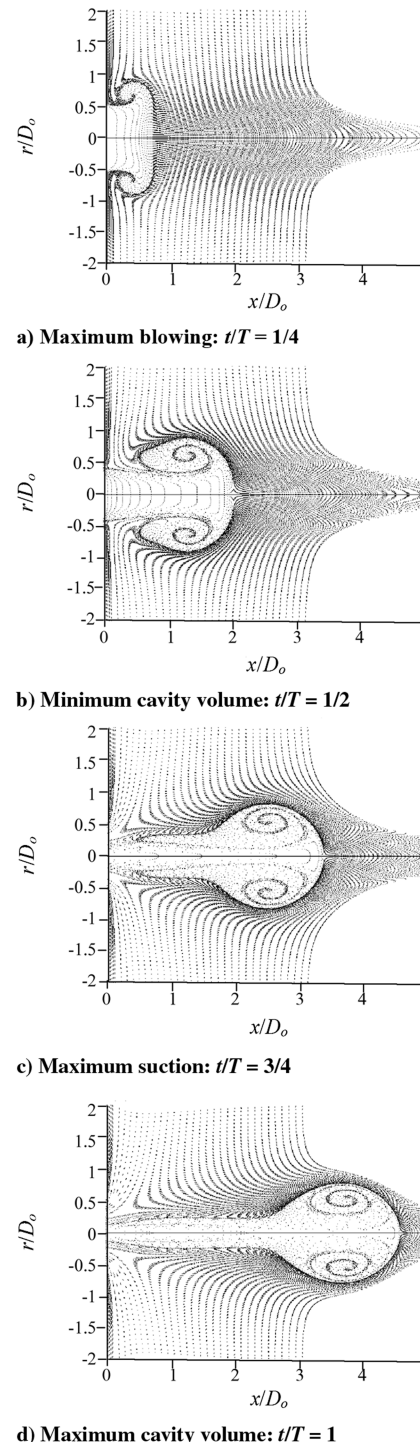 2
1.5
1
0.5
0
-0.5
-1
-1.5
-2
r/Dₒ
0 1 2 3 4
x/Dₒ
a) Maximum blowing: t/T = 1/4
2
1.5
1
0.5
0
-0.5
-1
-1.5
-2
r/Dₒ
0 1 2 3 4
x/Dₒ
b) Minimum cavity volume: t/T = 1/2
2
1.5
1
0.5
0
-0.5
-1
-1.5
-2
r/Dₒ
0 1 2 3 4
x/Dₒ
c) Maximum suction: t/T = 3/4
2
1.5
1
0.5
0
-0.5
-1
-1.5
-2
r/Dₒ
0 1 2 3 4
x/Dₒ
d) Maximum cavity volume: t/T = 1